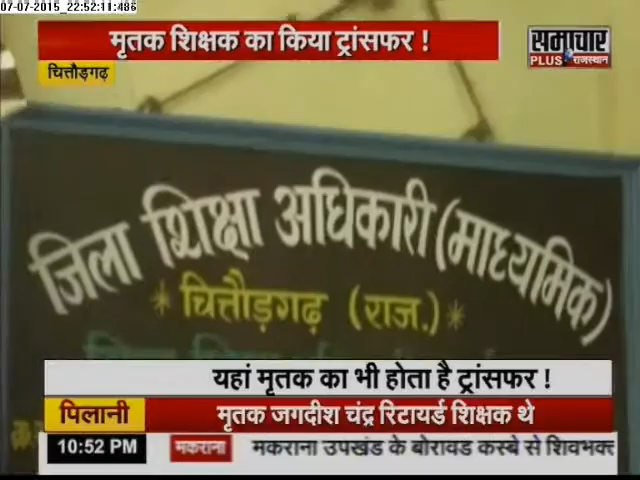 07-07-2015_22:52:11:486
मृतक शिक्षक का किया ट्रांसफर !
समाचार
PLUS राजस्थान
चित्तौड़गढ़
जिला शिक्षा अधिकारी (माध्यमिक)
* चित्तौड़गढ़ (राज.) *
यहां मृतक का भी होता है ट्रांसफर !
पिलानी
मृतक जगदीश चंद्र रिटायर्ड शिक्षक थे
10:52 PM
मकराना
मकराना उपखंड के बोरावड कस्बे से शिवभक्त